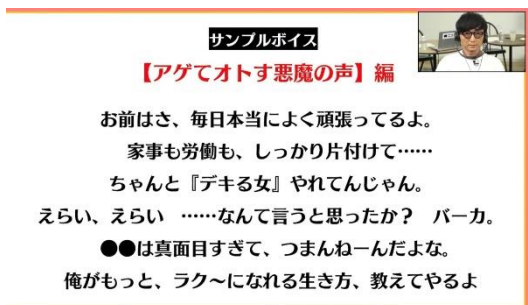 サンプルボイス
【アゲてオトす悪魔の声】編
お前はさ、毎日本当によく頑張ってるよ。
家事も労働も、しっかり片付けて……
ちゃんと『デキる女』やれてんじゃん。
えらい、えらい　……なんて言うと思ったか？　バーカ。
●●は真面目すぎて、つまんねーんだよな。
俺がもっと、ラク～になれる生き方、教えてやるよ